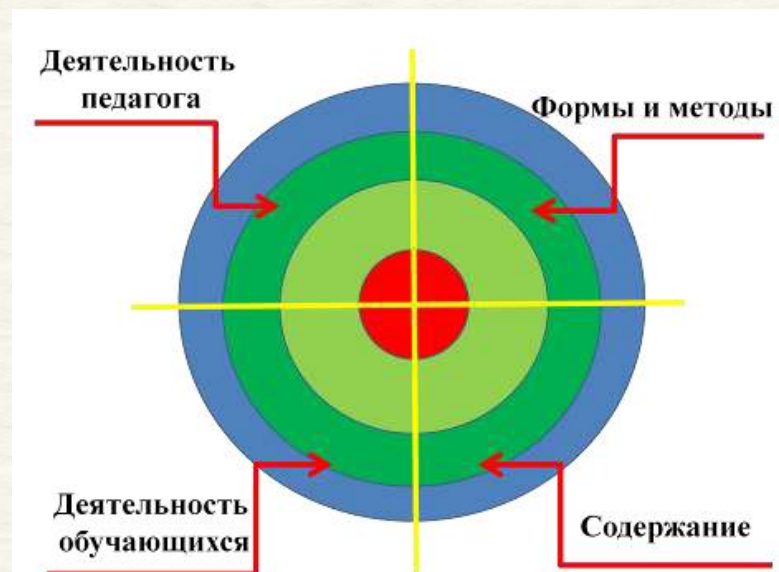 Деятельность
педагога
Формы и методы
Деятельность
обучающихся
Содержание